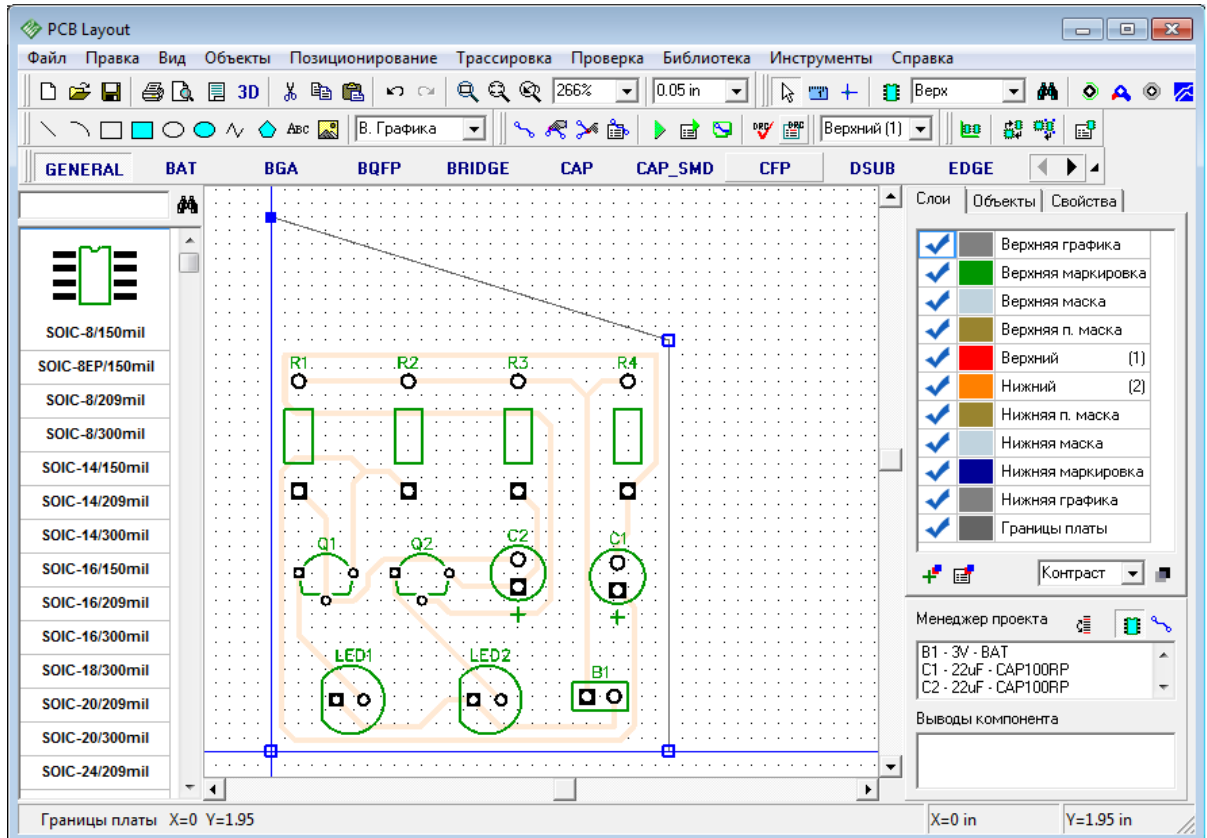 PCB Layout
Файл Правка Вид Объекты Позиционирование Трассировка Проверка Библиотека Инструменты Справка
3D 266% 0.05 in Верх
ABC В. Графика DRC DRC Верхний (1)
GENERAL BAT BGA BQFP BRIDGE CAP CAP_SMD CFP DSUB EDGE
SOIC-8/150mil
SOIC-8EP/150mil
SOIC-8/209mil
SOIC-8/300mil
SOIC-14/150mil
SOIC-14/209mil
SOIC-14/300mil
SOIC-16/150mil
SOIC-16/209mil
SOIC-16/300mil
SOIC-18/300mil
SOIC-20/209mil
SOIC-20/300mil
SOIC-24/209mil
R1 R2 R3 R4
Q1 Q2 C2 C1
+ +
LED1 LED2 B1
Слои Объекты Свойства
Верхняя графика
Верхняя маркировка
Верхняя маска
Верхняя п. маска
Верхний (1)
Нижний (2)
Нижняя п. маска
Нижняя маска
Нижняя маркировка
Нижняя графика
Границы платы
Контраст
Менеджер проекта
B1 - 3V - BAT
C1 - 22uF - CAP100RP
C2 - 22uF - CAP100RP
Выводы компонента
Границы платы X=0 Y=1.95
X=0 in Y=1.95 in